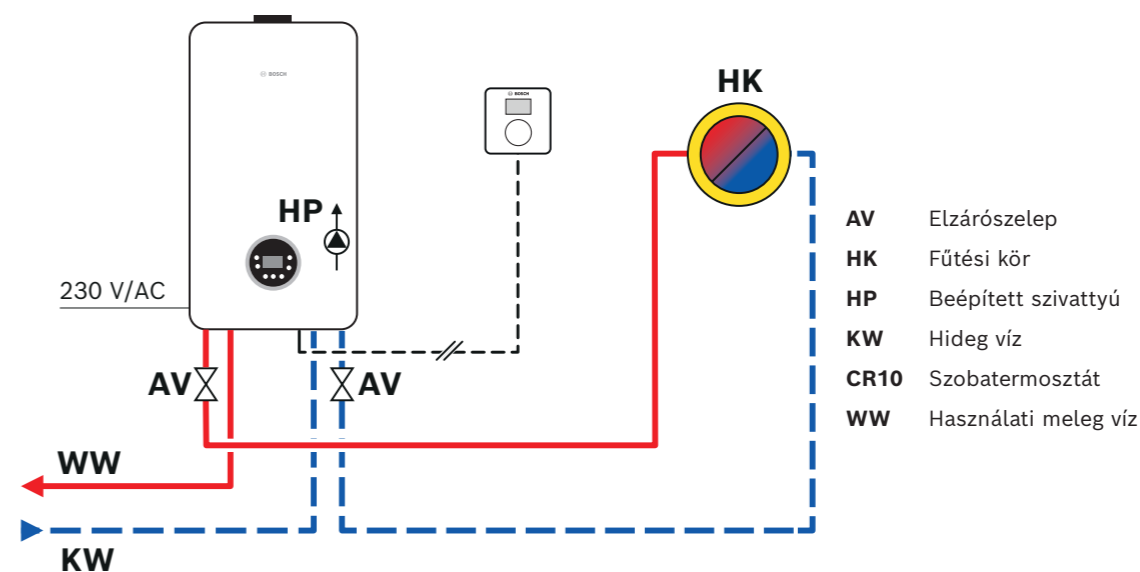 BOSCH
BOSCH
HK
HP
230 V/AC
AV
AV
WW
KW
AV Elzárószelep
HK Fűtési kör
HP Beépített szivattyú
KW Hideg víz
CR10 Szobatermosztát
WW Használati meleg víz